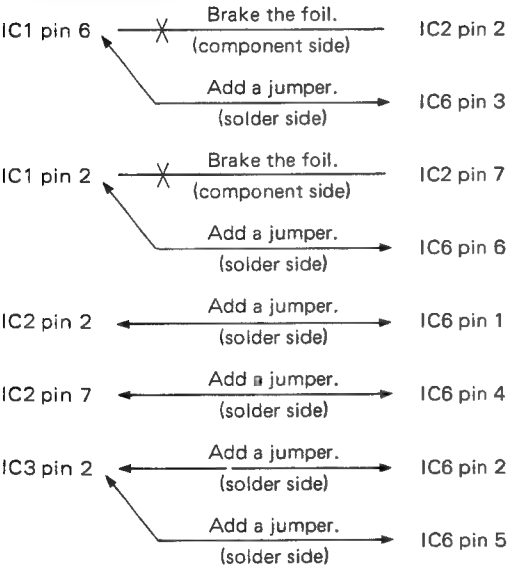 Brake the foil.
IC1 pin 6 IC2 pin 2
(component side)
Add a jumper.
IC6 pin 3
(solder side)
Brake the foil.
IC1 pin 2 IC2 pin 7
(component side)
Add a jumper.
IC6 pin 6
(solder side)
Add a jumper.
IC2 pin 2 IC6 pin 1
(solder side)
Add a jumper.
IC2 pin 7 IC6 pin 4
(solder side)
Add a jumper.
IC3 pin 2 IC6 pin 2
(solder side)
Add a jumper.
IC6 pin 5
(solder side)